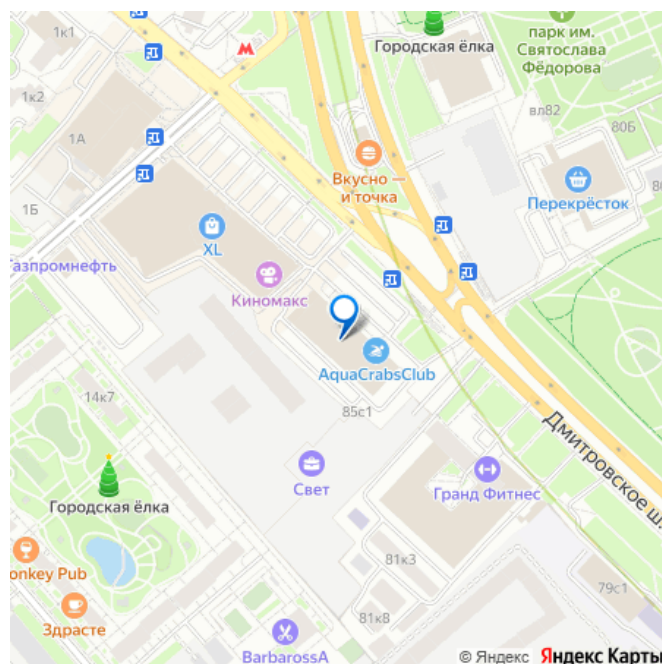 1к1
Городская ёлка
парк им.
Святослава
Фёдорова
1к2
вл82
80Б
1А
Вкусно —
и точка
Перекрёсток
1Б
XL
Газпромнефть
Киномакс
AquaCrabsClub
14к7
85с1
Дмитровское ш.
Свет
Гранд Фитнес
Городская ёлка
onkey Pub
81к3
79с1
Здрасте
81к8
BarbarossA
© Яндекс Яндекс Карты